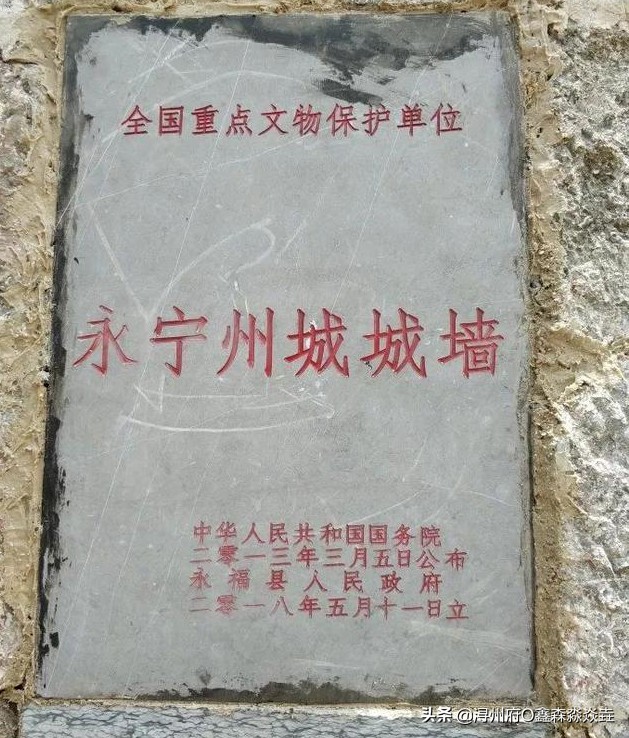 全国重点文物保护单位
永宁州城城墙
中华人民共和国国务院
二零一三年三月五日公布
永福县人民政府
二零一八年五月十一日立
头条 @浔州府O鑫森淼焱垚